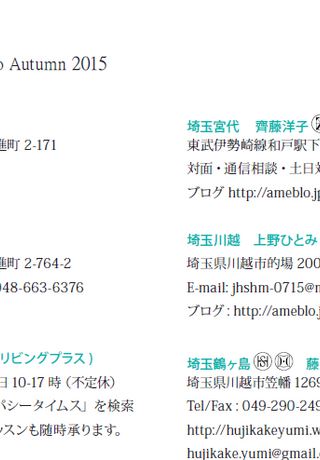 Autumn 2015
進町 2-171
進町 2-764-2
048-663-6376
リビングプラス )
日 10-17 時 ( 不定休 )
パシータイムス」を検索
ッスンも随時承ります。
埼玉宮代 齊藤洋子
東武伊勢崎線和戸駅下
対面・通信相談・土日対
ブログ http://ameblo.jp
埼玉川越 上野ひとみ
埼玉県川越市的場 200
E-mail: jhshm-0715@n
ブログ : http://ameblo.j
埼玉鶴ヶ島 藤
埼玉県川越市笠幡 1269
Tel/Fax : 049-290-249
http://hujikakeyumi.w
hujikake.yumi@gmail.c